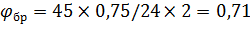 φбр = 45 × 0,75/24 × 2 = 0,71